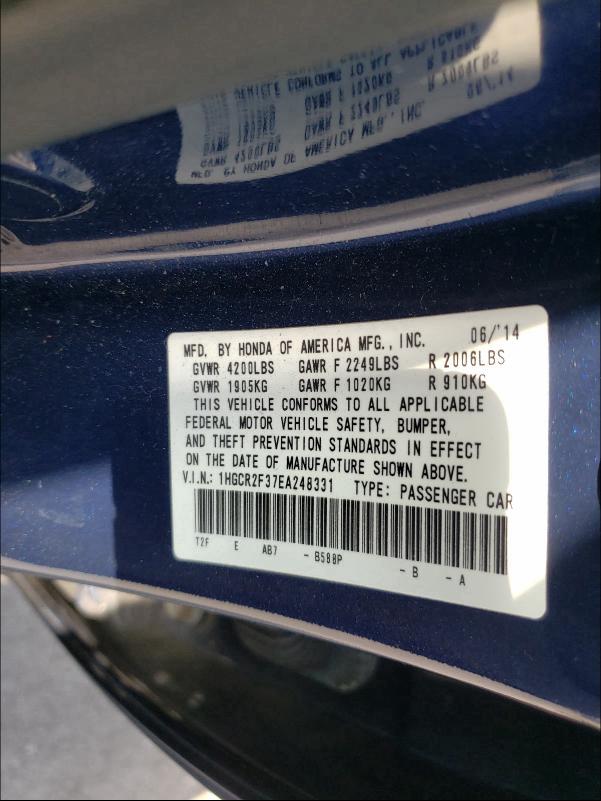 MFD. BY HONDA OF AMERICA MFG., INC. 06/'14
GVWR 4200LBS GAWR F 2249LBS R 2006LBS
GVWR 1905KG GAWR F 1020KG R 910KG
THIS VEHICLE CONFORMS TO ALL APPLICABLE
FEDERAL MOTOR VEHICLE SAFETY, BUMPER,
AND THEFT PREVENTION STANDARDS IN EFFECT
ON THE DATE OF MANUFACTURE SHOWN ABOVE.
V.I.N.: 1HGCR2F37EA248331 TYPE: PASSENGER CAR
T2F E AB7 - B588P - B - A